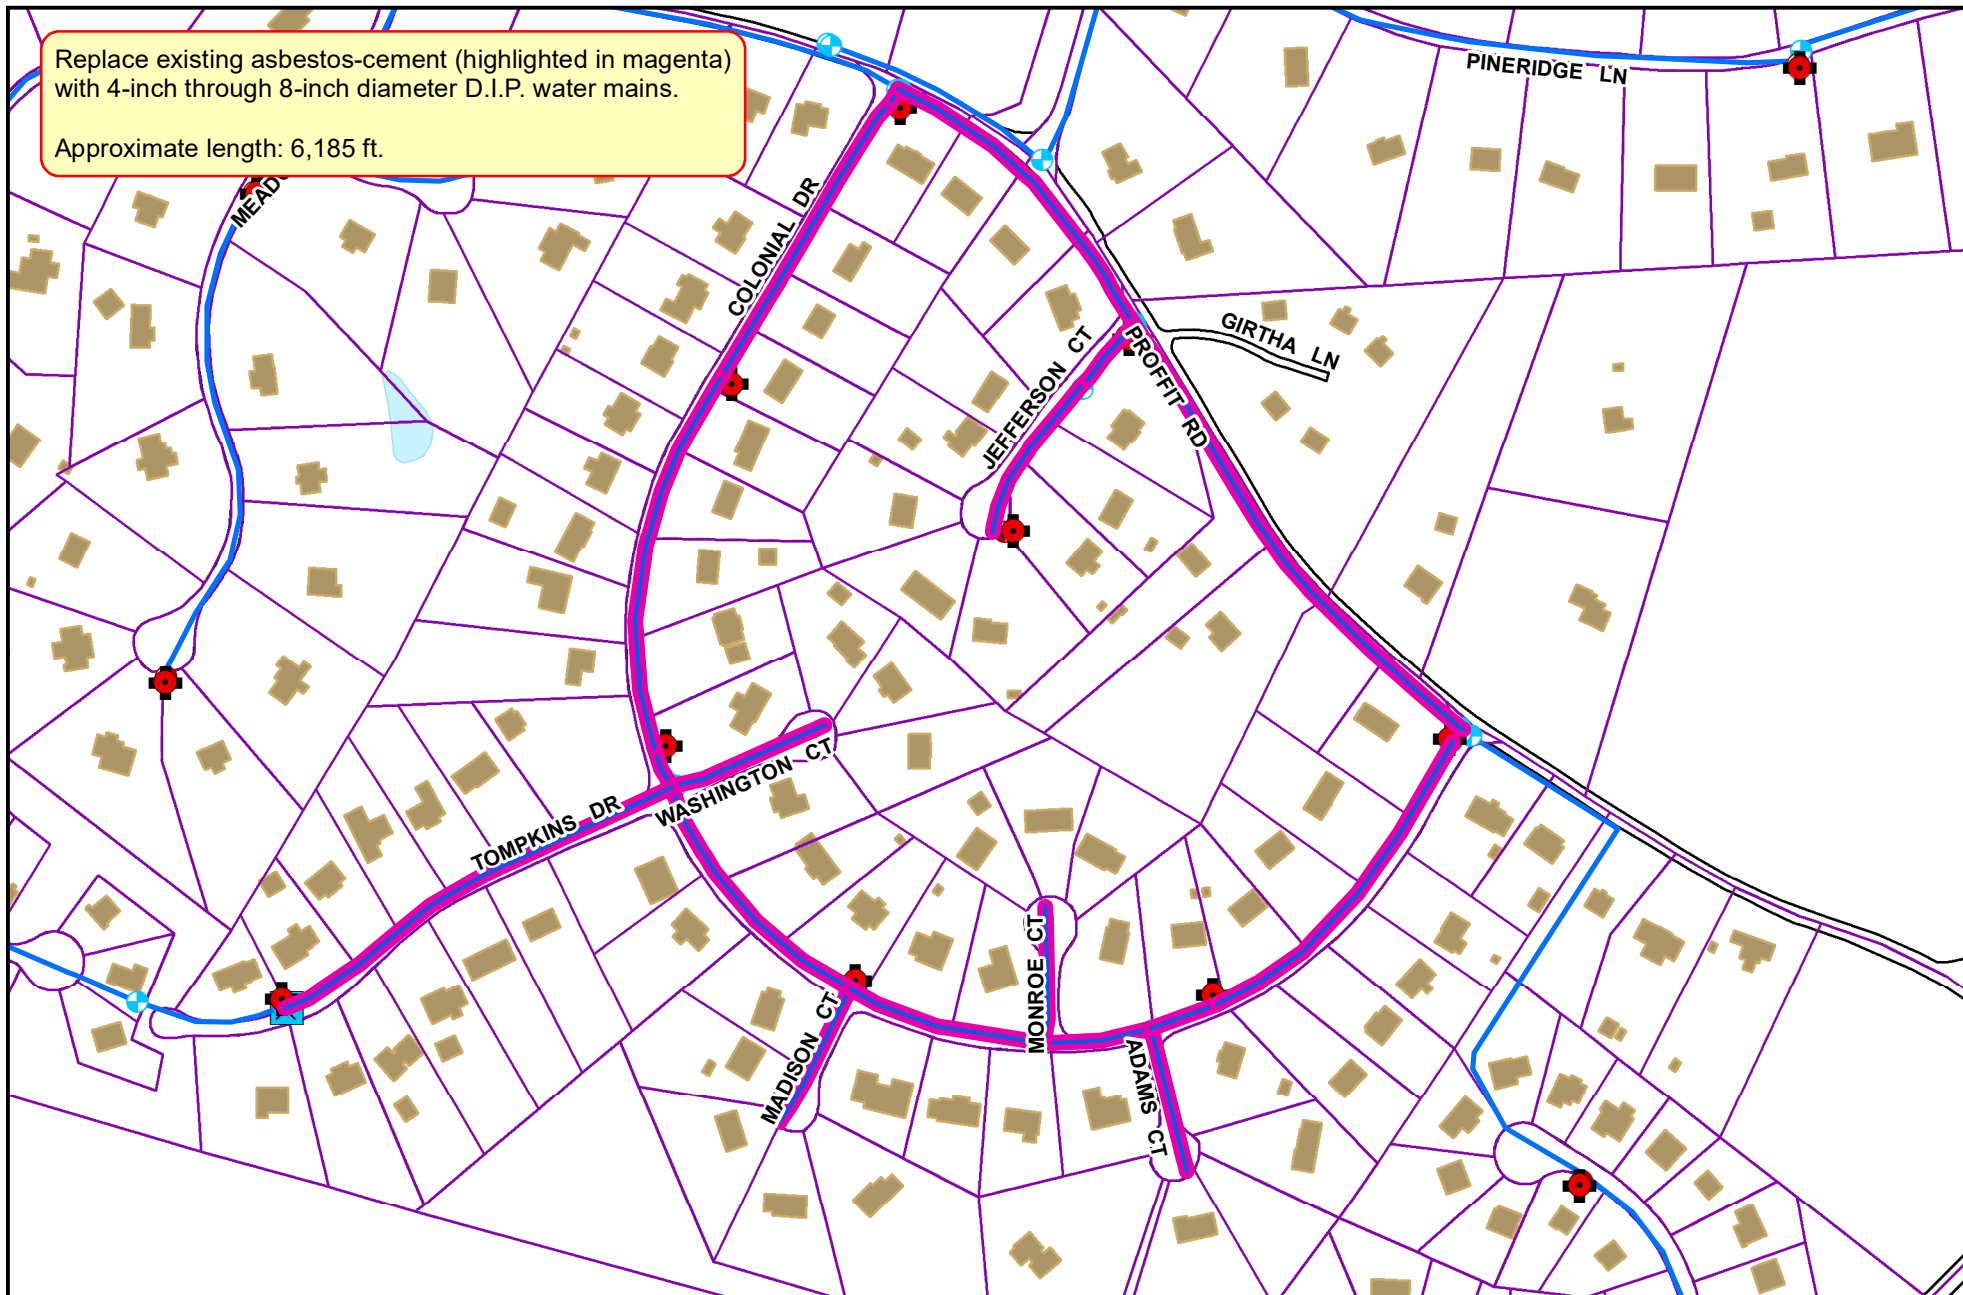 Replace existing asbestos-cement (highlighted in magenta)
with 4-inch through 8-inch diameter D.I.P. water mains.
Approximate length: 6,185 ft.
PINERIDGE LN
COLONIAL DR
GIRTHA LN
JEFFERSON CT
PROFFIT RD
WASHINGTON CT
TOMPKINS DR
MONROE CT
MADISON CT
ADAMS CT